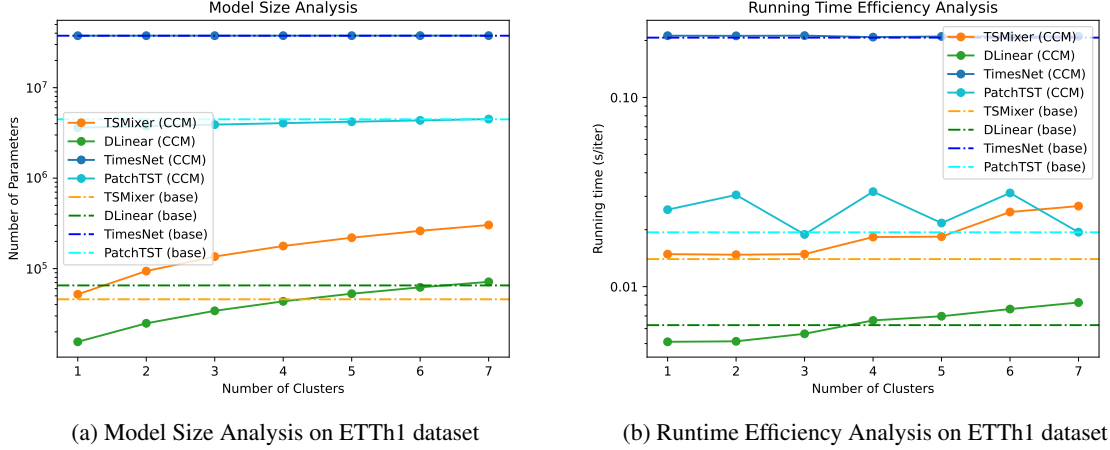 Model Size Analysis
Number of Parameters
10^7
10^6
10^5
TSMixer (CCM)
DLinear (CCM)
TimesNet (CCM)
PatchTST (CCM)
TSMixer (base)
DLinear (base)
TimesNet (base)
PatchTST (base)
1 2 3 4 5 6 7
Number of Clusters
(a) Model Size Analysis on ETTh1 dataset
Running Time Efficiency Analysis
Running time (s/iter)
0.10
0.01
TSMixer (CCM)
DLinear (CCM)
TimesNet (CCM)
PatchTST (CCM)
TSMixer (base)
DLinear (base)
TimesNet (base)
PatchTST (base)
1 2 3 4 5 6 7
Number of Clusters
(b) Runtime Efficiency Analysis on ETTh1 dataset